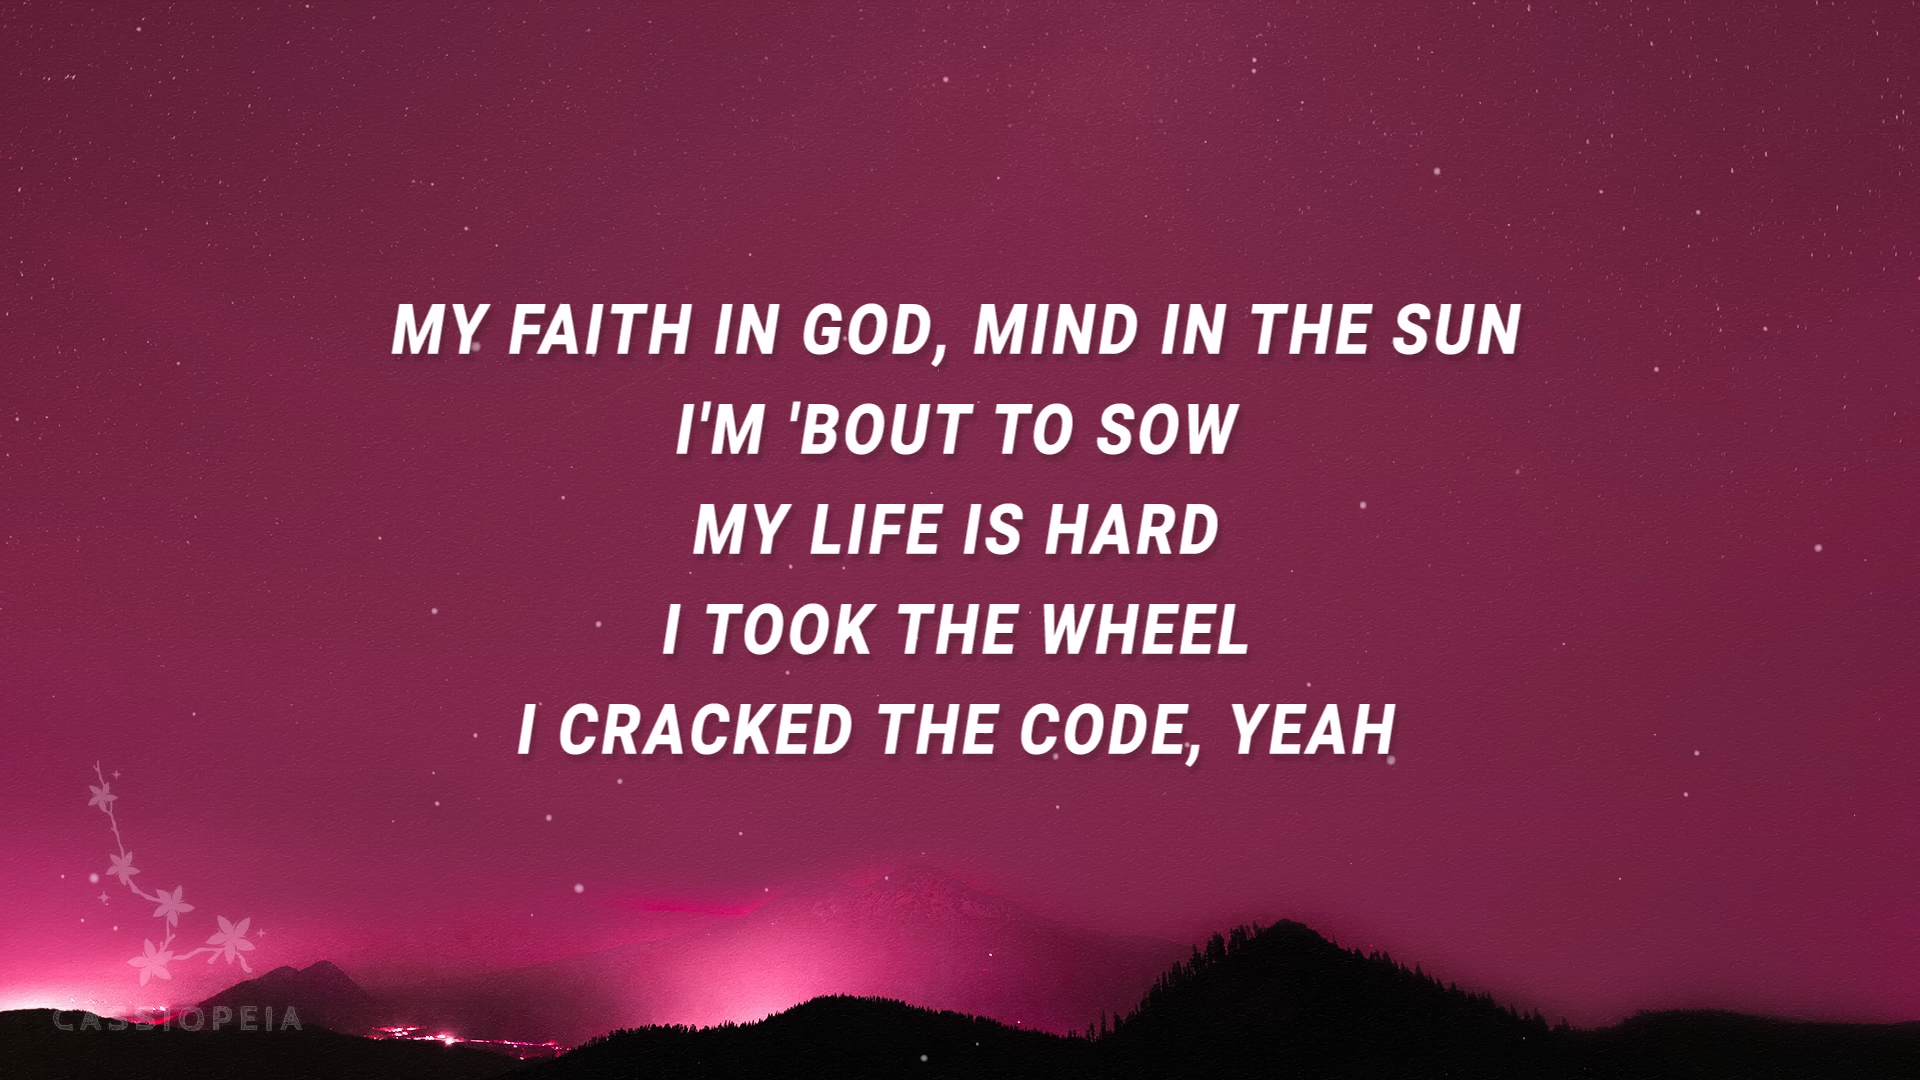 MY FAITH IN GOD, MIND IN THE SUN
I'M 'BOUT TO SOW
MY LIFE IS HARD
I TOOK THE WHEEL
I CRACKED THE CODE, YEAH
CASSIOPEIA